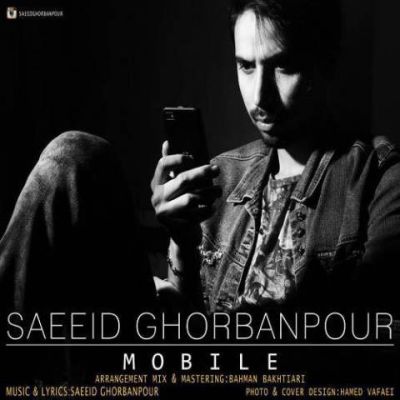 SAEEIDGHORBANPOUR
SAEEID GHORBANPOUR
MOBILE
ARRANGEMENT MIX & MASTERING:BAHMAN BAKHTIARI
MUSIC & LYRICS:SAEEID GHORBANPOUR
PHOTO & COVER DESIGN:HAMED VAFAEI